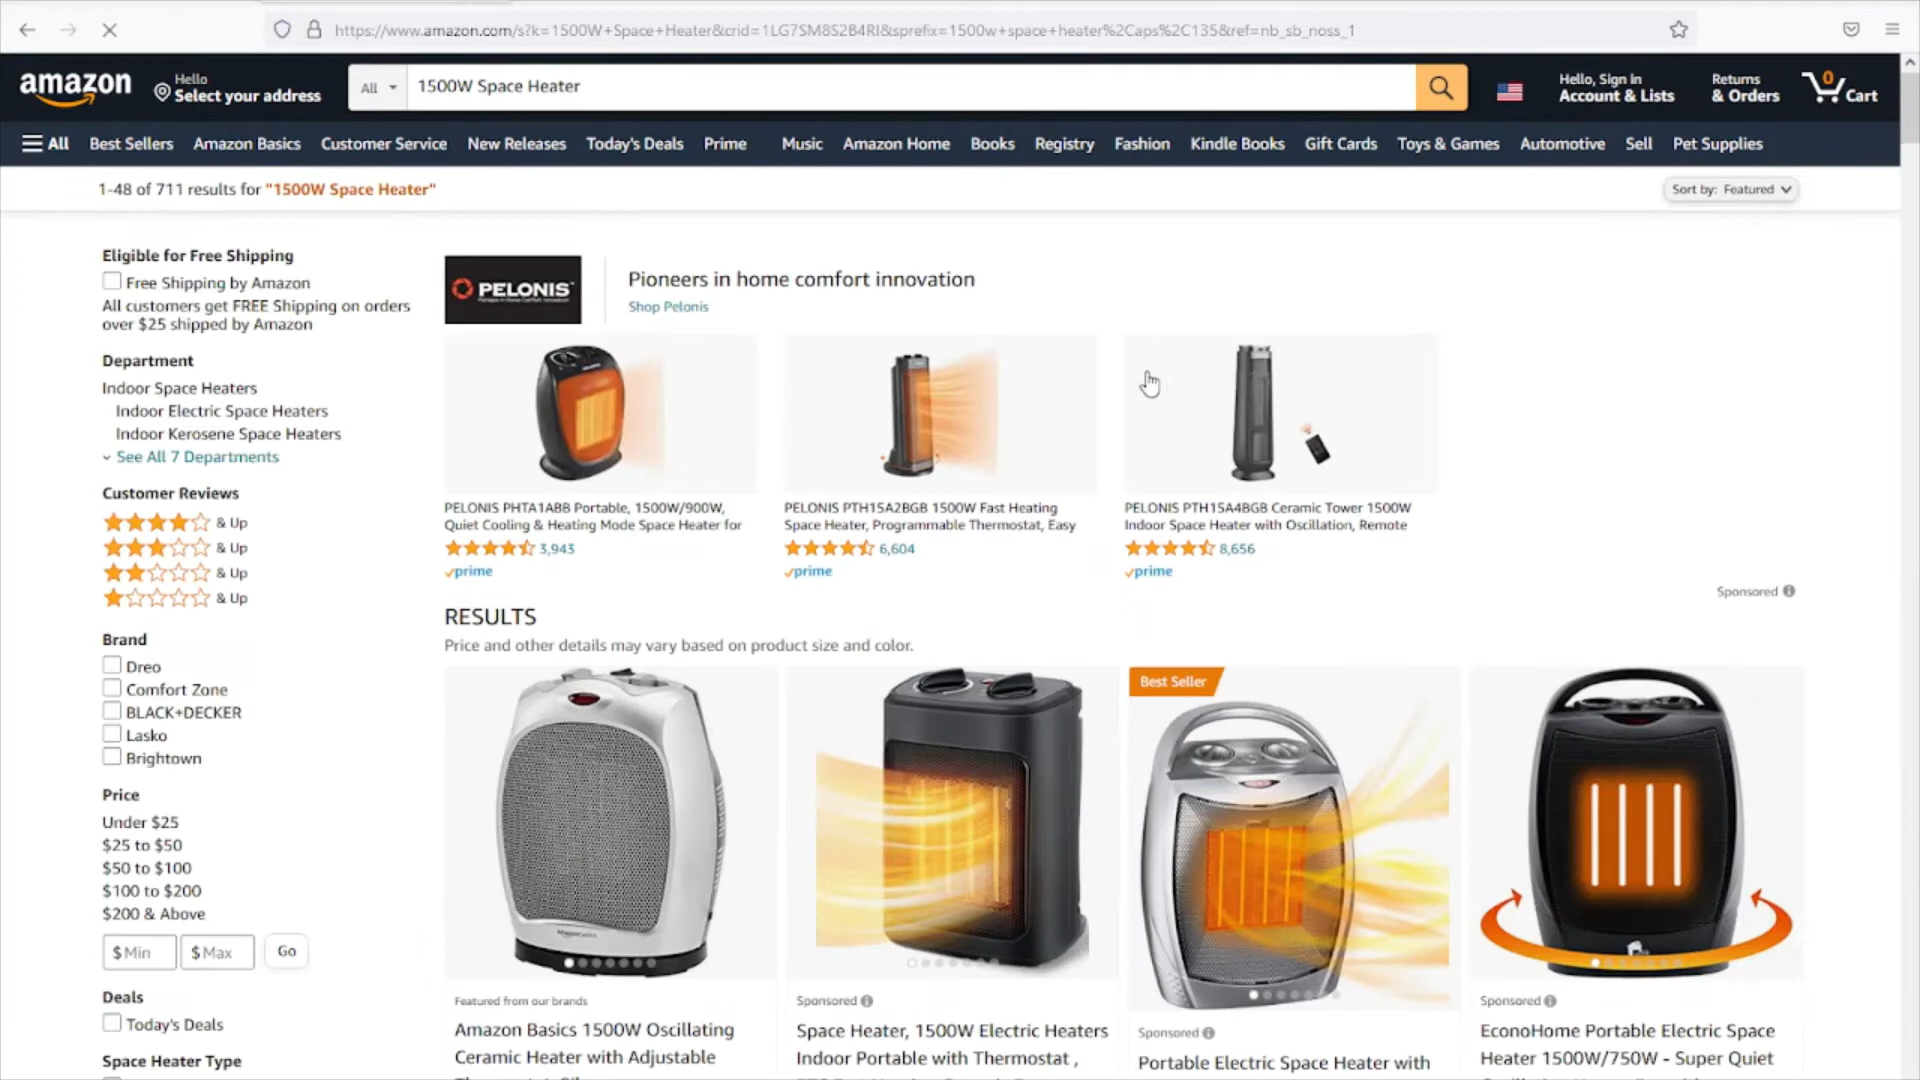 https://www.amazon.com/s?k=1500W+Space+Heater&crid=1LG7SM8S2B4RI&sprefix=1500w+space+heater%2Caps%2C135&ref=nb_sb_noss_1
amazon
Hello
Select your address
All
1500W Space Heater
Hello, Sign in
Account & Lists
Returns
& Orders
0
Cart
All
Best Sellers
Amazon Basics
Customer Service
New Releases
Today's Deals
Prime
Music
Amazon Home
Books
Registry
Fashion
Kindle Books
Gift Cards
Toys & Games
Automotive
Sell
Pet Supplies
1-48 of 711 results for "1500W Space Heater"
Sort by: Featured
Eligible for Free Shipping
Free Shipping by Amazon
All customers get FREE Shipping on orders
over $25 shipped by Amazon
Department
Indoor Space Heaters
Indoor Electric Space Heaters
Indoor Kerosene Space Heaters
See All 7 Departments
Customer Reviews
& Up
& Up
& Up
& Up
Brand
Dreo
Comfort Zone
BLACK+DECKER
Lasko
Brightown
Price
Under $25
$25 to $50
$50 to $100
$100 to $200
$200 & Above
$ Min
$ Max
Go
Deals
Today's Deals
Space Heater Type
PELONIS
Pioneers in home comfort innovation
Shop Pelonis
PELONIS PHTA1ABB Portable, 1500W/900W,
Quiet Cooling & Heating Mode Space Heater for
3,943
prime
PELONIS PTH15A2BGB 1500W Fast Heating
Space Heater, Programmable Thermostat, Easy
6,604
prime
PELONIS PTH15A4BGB Ceramic Tower 1500W
Indoor Space Heater with Oscillation, Remote
8,656
prime
Sponsored
RESULTS
Price and other details may vary based on product size and color.
Featured from our brands
Amazon Basics 1500W Oscillating
Ceramic Heater with Adjustable
Sponsored
Space Heater, 1500W Electric Heaters
Indoor Portable with Thermostat ,
Best Seller
Sponsored
Portable Electric Space Heater with
Sponsored
EconoHome Portable Electric Space
Heater 1500W/750W - Super Quiet